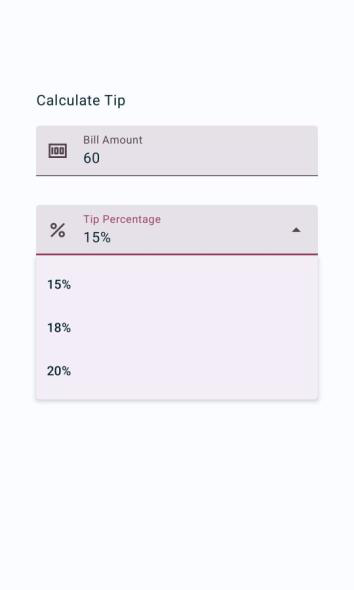 Calculate Tip
Bill Amount
60
Tip Percentage
15%
15%
18%
20%